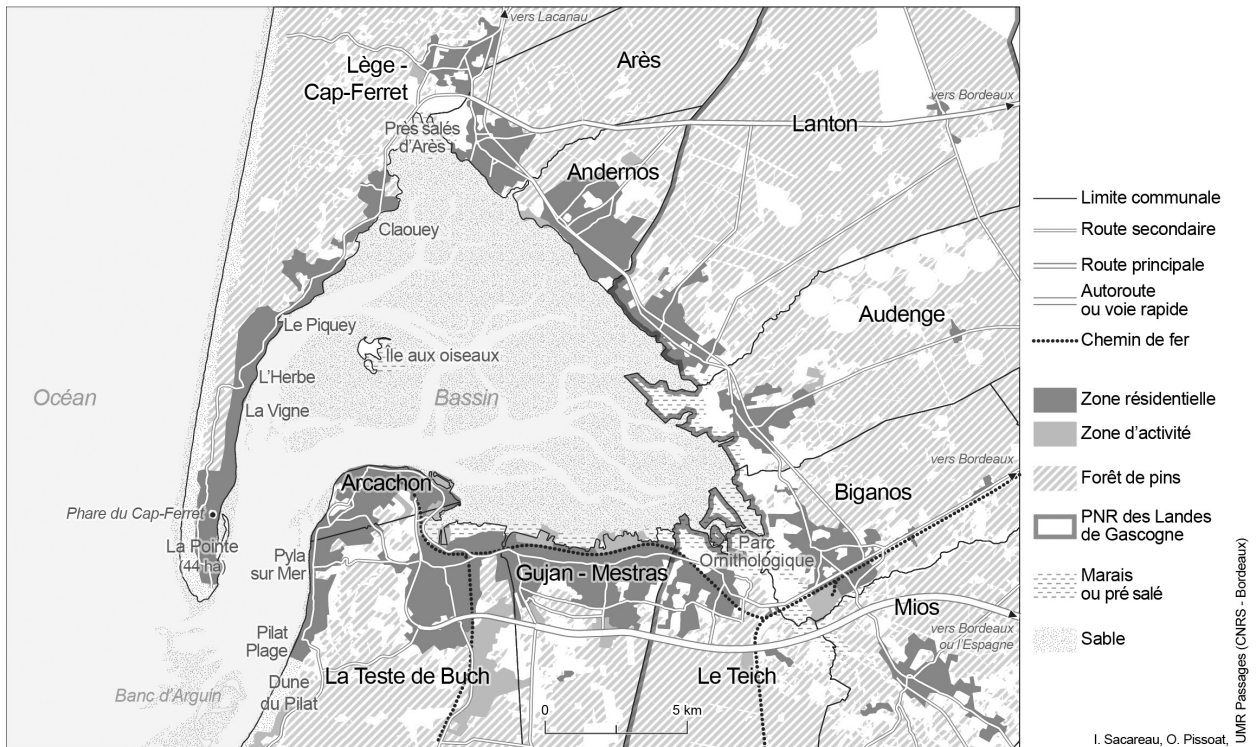 vers Lacanau
Lège -
Cap-Ferret
Arès
vers Bordeaux
Lanton
Près salés
d'Arès
Andernos
Claouey
Audenge
Le Piquey
Île aux oiseaux
L'Herbe
Océan
La Vigne
Bassin
vers Bordeaux
Arcachon
Biganos
Phare du Cap-Ferret
La Pointe
(44 ha)
Pyla
sur Mer
Parc
Ornithologique
Gujan - Mestras
Mios
vers Bordeaux
ou l'Espagne
Pilat
Plage
La Teste de Buch
Le Teich
Dune
du Pilat
Banc d'Arguin
0
5 km
Limite communale
Route secondaire
Route principale
Autoroute
ou voie rapide
Chemin de fer
Zone résidentielle
Zone d'activité
Forêt de pins
PNR des Landes
de Gascogne
Marais
ou pré salé
Sable
I. Sacareau, O. Pissoat,
UMR Passages (CNRS - Bordeaux)